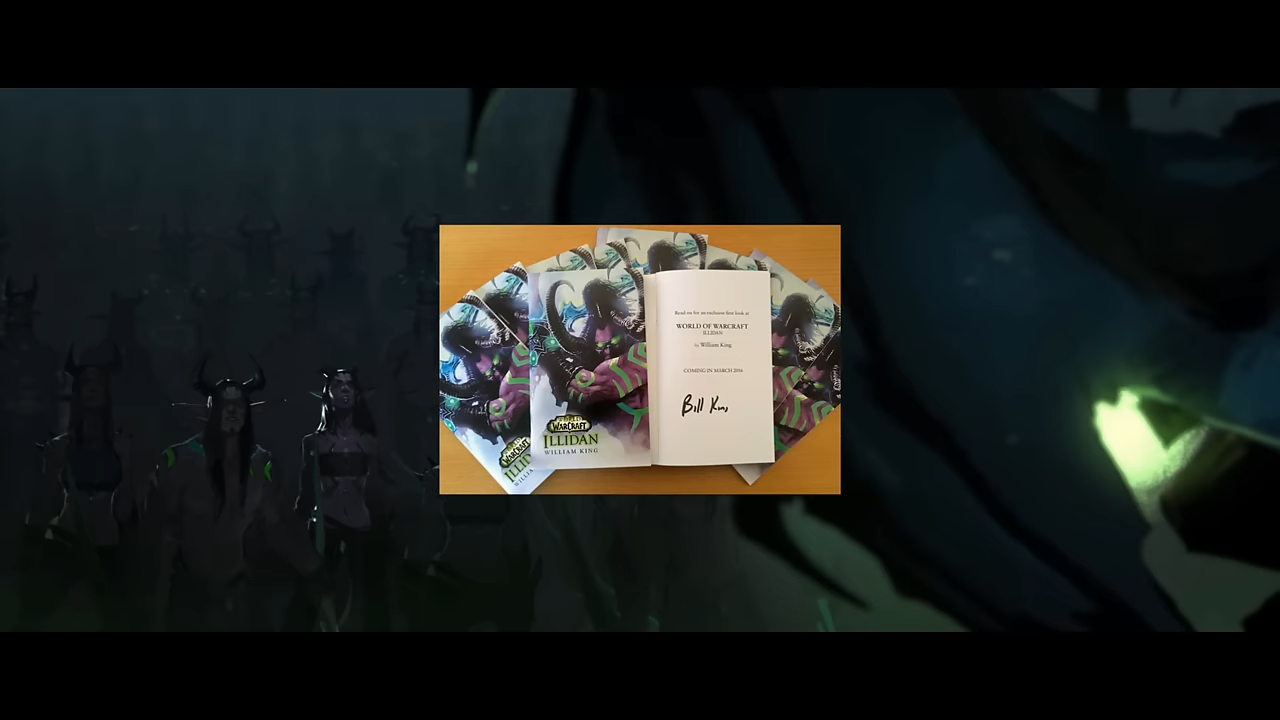 WORLD
WARCRAFT
ILLIDAN
WILLIAM KING
Read on for an exclusive first look at
WORLD OF WARCRAFT
ILLIDAN
by William King
COMING IN MARCH 2016
Bill King
WARCRAFT